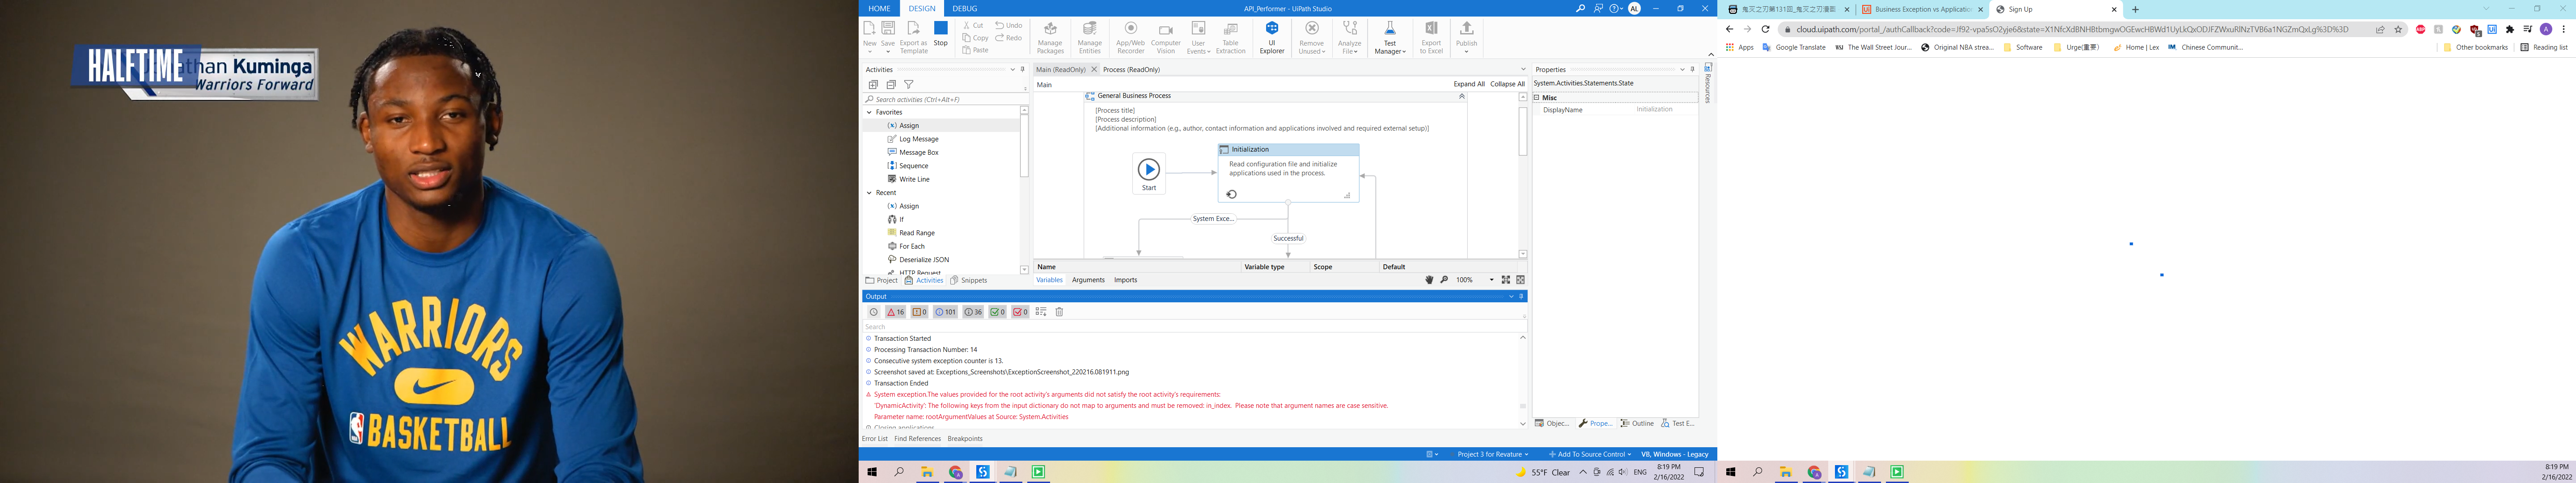 HALFTIME
athan Kuminga
Warriors Forward
WARRIORS
BASKETBALL
HOME
DESIGN
DEBUG
API_Performer - UiPath Studio
AL
New
Save
Export as
Template
Stop
Cut
Copy
Paste
Undo
Redo
Manage
Packages
Manage
Entities
App/Web
Recorder
Computer
Vision
User
Events
Table
Extraction
UI
Explorer
Remove
Unused
Analyze
File
Test
Manager
Export
to Excel
Publish
Activities
Search activities (Ctrl+Alt+F)
Favorites
Assign
Log Message
Message Box
Sequence
Write Line
Recent
Assign
If
Read Range
For Each
Deserialize JSON
HTTP Request
Project
Activities
Snippets
Main (ReadOnly)
Process (ReadOnly)
Main
Expand All
Collapse All
General Business Process
[Process title]
[Process description]
[Additional information (e.g., author, contact information and applications involved and required external setup)]
Start
Initialization
Read configuration file and initialize
applications used in the process.
System Exce...
Successful
Name
Variable type
Scope
Default
Variables
Arguments
Imports
100%
Properties
System.Activities.Statements.State
Misc
DisplayName
Initialization
Resources
Objec...
Prope...
Outline
Test E...
Output
16
0
101
36
0
0
Search
Transaction Started
Processing Transaction Number: 14
Consecutive system exception counter is 13.
Screenshot saved at: Exceptions_Screenshots\ExceptionScreenshot_220216.081911.png
Transaction Ended
System exception.The values provided for the root activity's arguments did not satisfy the root activity's requirements:
'DynamicActivity': The following keys from the input dictionary do not map to arguments and must be removed: in_index. Please note that argument names are case sensitive.
Parameter name: rootArgumentValues at Source: System.Activities
Closing applications...
Error List
Find References
Breakpoints
Project 3 for Revature
Add To Source Control
VB, Windows - Legacy
55°F Clear
ENG
8:19 PM
2/16/2022
鬼灭之刃第131回_鬼灭之刃漫画
Business Exception vs Applicatio
Sign Up
cloud.uipath.com/portal_/authCallback?code=Jf92-vpa5sO2yje6&state=X1NfcXdBNHBtbmgwOGEwcHBWd1UyLkQxODJFZWxuRlNzTVB6a1NGZmQxLg%3D%3D
Apps
Google Translate
The Wall Street Jour...
Original NBA strea...
Software
Urge(重要)
Home | Lex
Chinese Communit...
Other bookmarks
Reading list
8:19 PM
2/16/2022